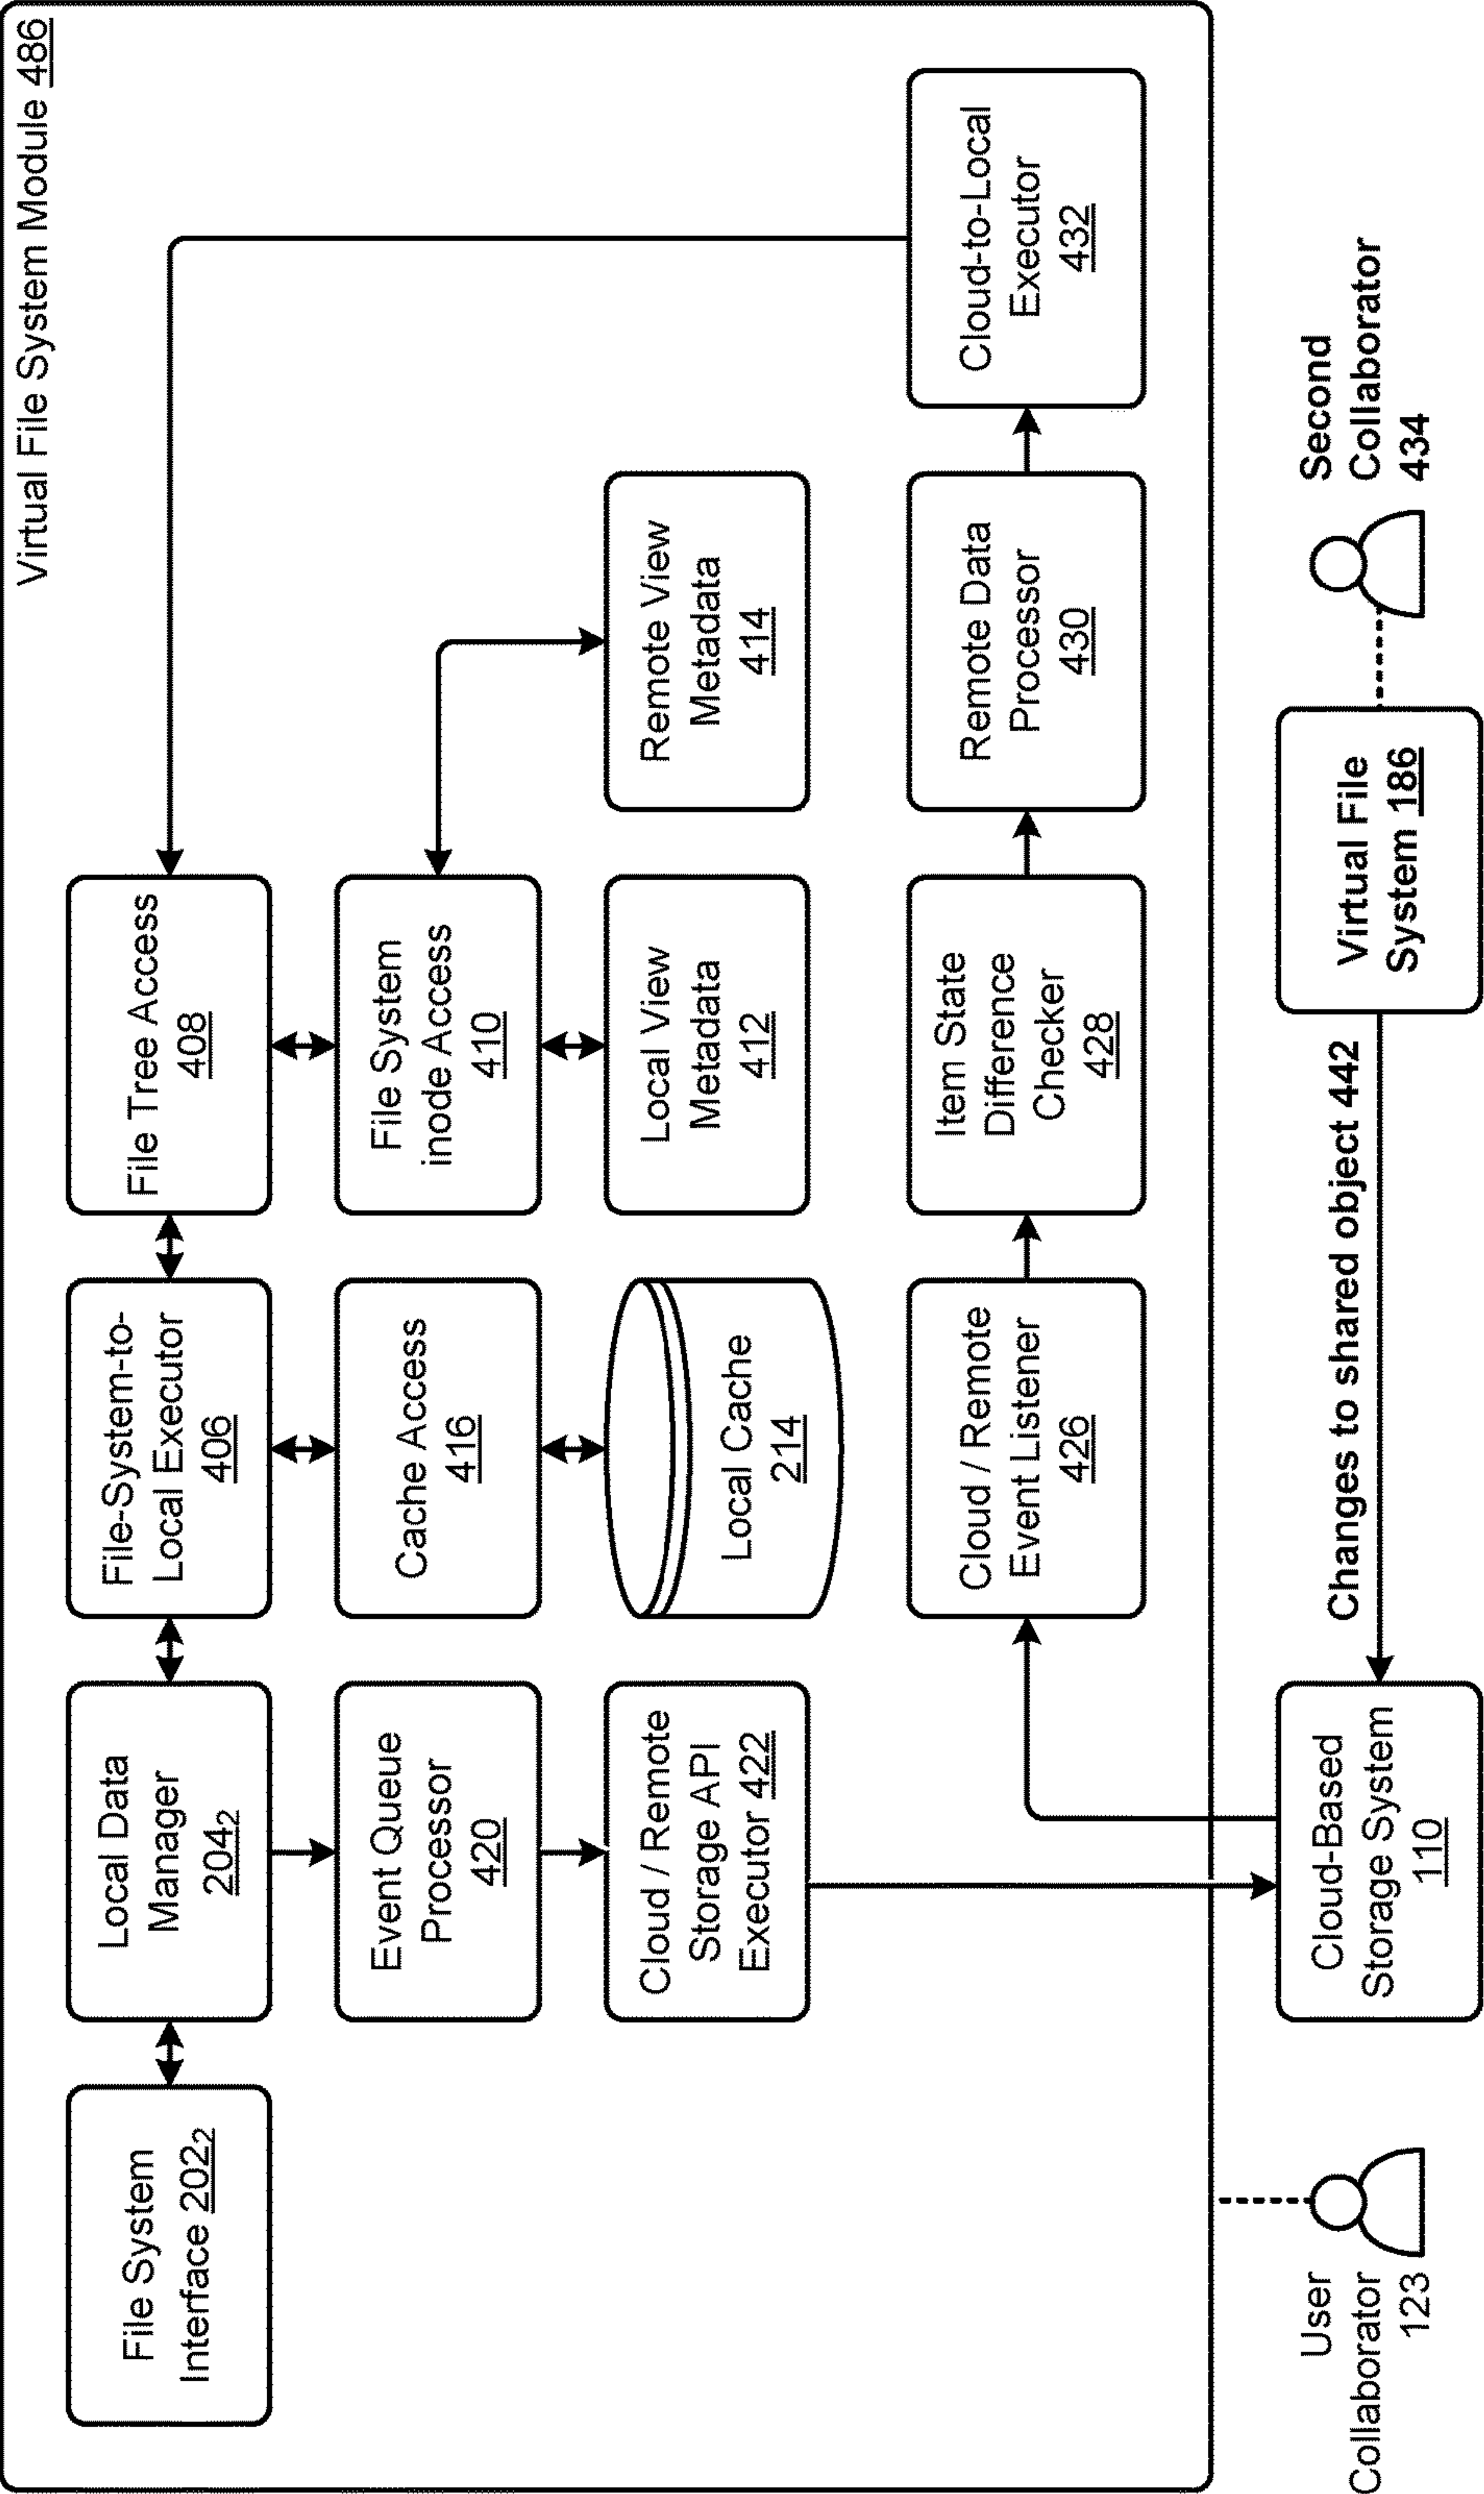 Virtual File System Module 486
File System
Interface 202₂
Local Data
Manager
204₂
File-System-to-
Local Executor
406
File Tree Access
408
Event Queue
Processor
420
Cache Access
416
File System
inode Access
410
Cloud / Remote
Storage API
Executor 422
Local Cache
214
Local View
Metadata
412
Remote View
Metadata
414
Cloud / Remote
Event Listener
426
Item State
Difference
Checker
428
Remote Data
Processor
430
Cloud-to-Local
Executor
432
User
Collaborator
123
Cloud-Based
Storage System
110
Changes to shared object 442
Virtual File
System 186
Second
Collaborator
434